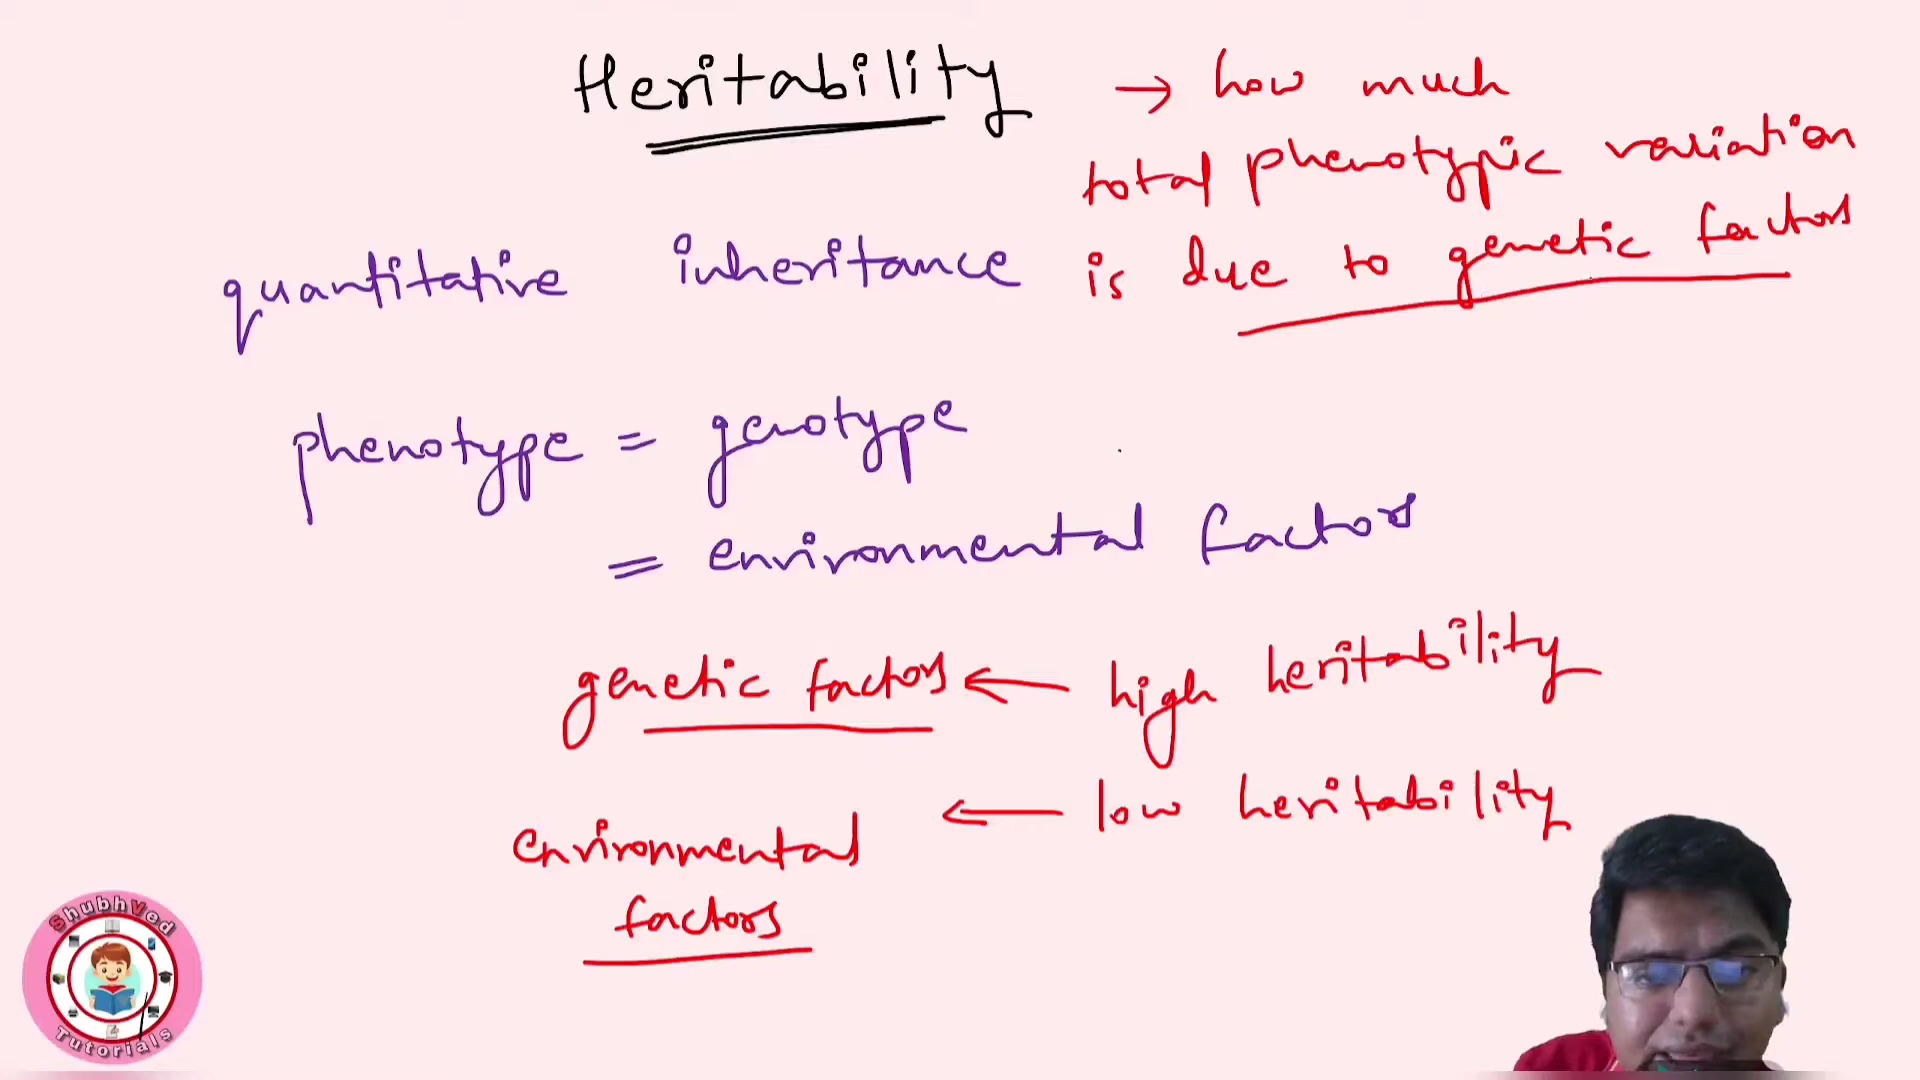 Heritability → how much
total phenotypic variation
is due to genetic factors
quantitative inheritance
phenotype = genotype
= environmental factors
genetic factors ← high heritability
environmental ← low heritability
factors
ShubhVed
Tutorials